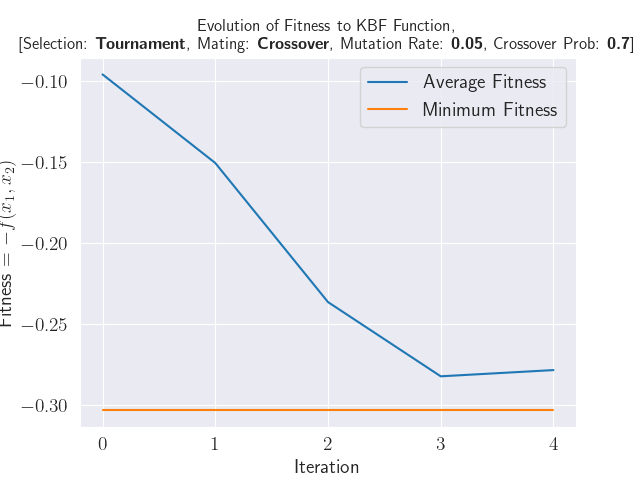 Evolution of Fitness to KBF Function,
[Selection: Tournament, Mating: Crossover, Mutation Rate: 0.05, Crossover Prob: 0.7]
Average Fitness
Minimum Fitness
−0.10
−0.15
−0.20
−0.25
−0.30
Fitness = −f(x₁, x₂)
0 1 2 3 4
Iteration